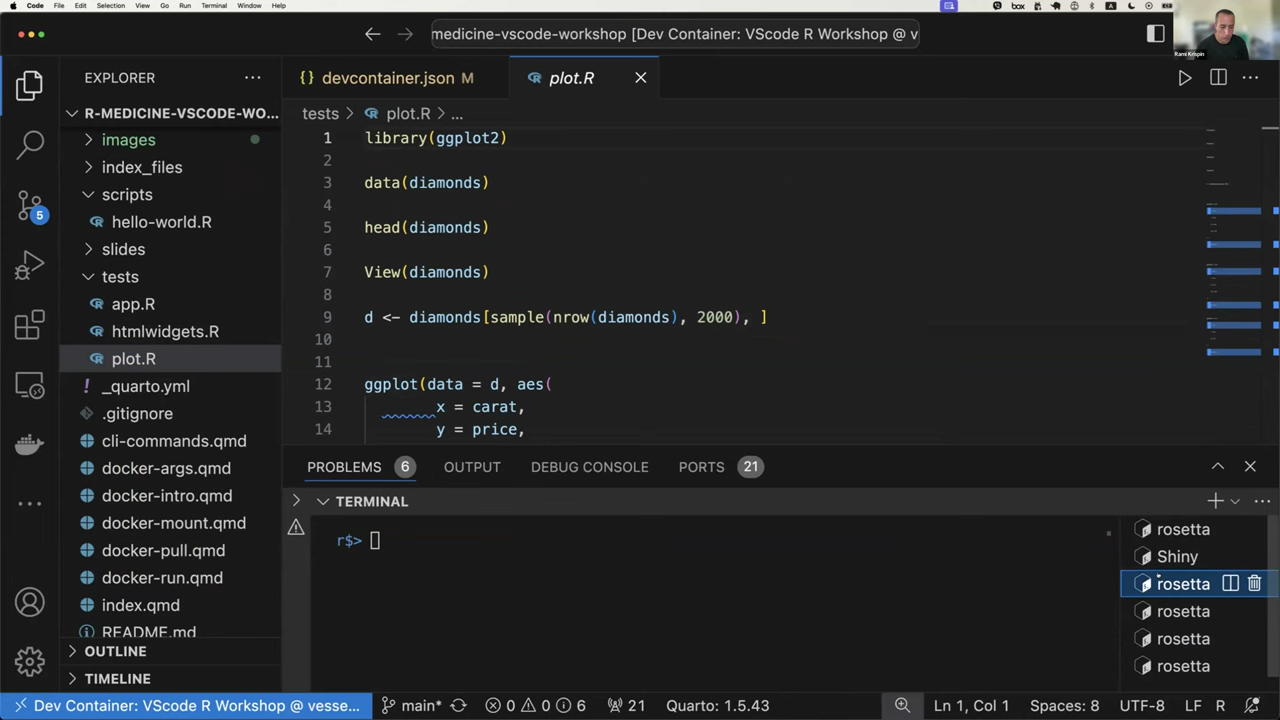 Code File Edit Selection View Go Run Terminal Window Help
box
A
medicine-vscode-workshop [Dev Container: VScode R Workshop @ v
Rami Krispin
EXPLORER
devcontainer.json M
plot.R
R-MEDICINE-VSCODE-WO...
images
index_files
scripts
hello-world.R
slides
tests
app.R
htmlwidgets.R
plot.R
_quarto.yml
.gitignore
cli-commands.qmd
docker-args.qmd
docker-intro.qmd
docker-mount.qmd
docker-pull.qmd
docker-run.qmd
index.qmd
README.md
OUTLINE
TIMELINE
5
tests > plot.R > ...
1 library(ggplot2)
2
3 data(diamonds)
4
5 head(diamonds)
6
7 View(diamonds)
8
9 d <- diamonds[sample(nrow(diamonds), 2000), ]
10
11
12 ggplot(data = d, aes(
13 x = carat,
14 y = price,
PROBLEMS 6 OUTPUT DEBUG CONSOLE PORTS 21
TERMINAL
r$>
rosetta
Shiny
rosetta
rosetta
rosetta
rosetta
Dev Container: VScode R Workshop @ vesse... main* 0 0 6 21 Quarto: 1.5.43 Ln 1, Col 1 Spaces: 8 UTF-8 LF R